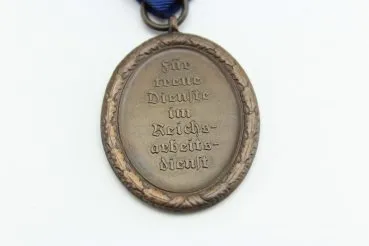 für
treue
Dienste
im
Reichs-
arbeits-
dienst